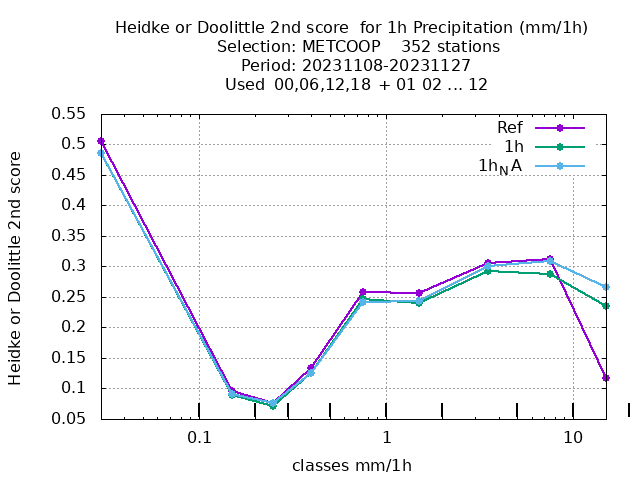 Heidke or Doolittle 2nd score  for 1h Precipitation (mm/1h)
Selection: METCOOP    352 stations
Period: 20231108-20231127
Used  00,06,12,18 + 01 02 ... 12
Heidke or Doolittle 2nd score
0.55
0.5
0.45
0.4
0.35
0.3
0.25
0.2
0.15
0.1
0.05
Ref
1h
1hNA
0.1 1 10
classes mm/1h